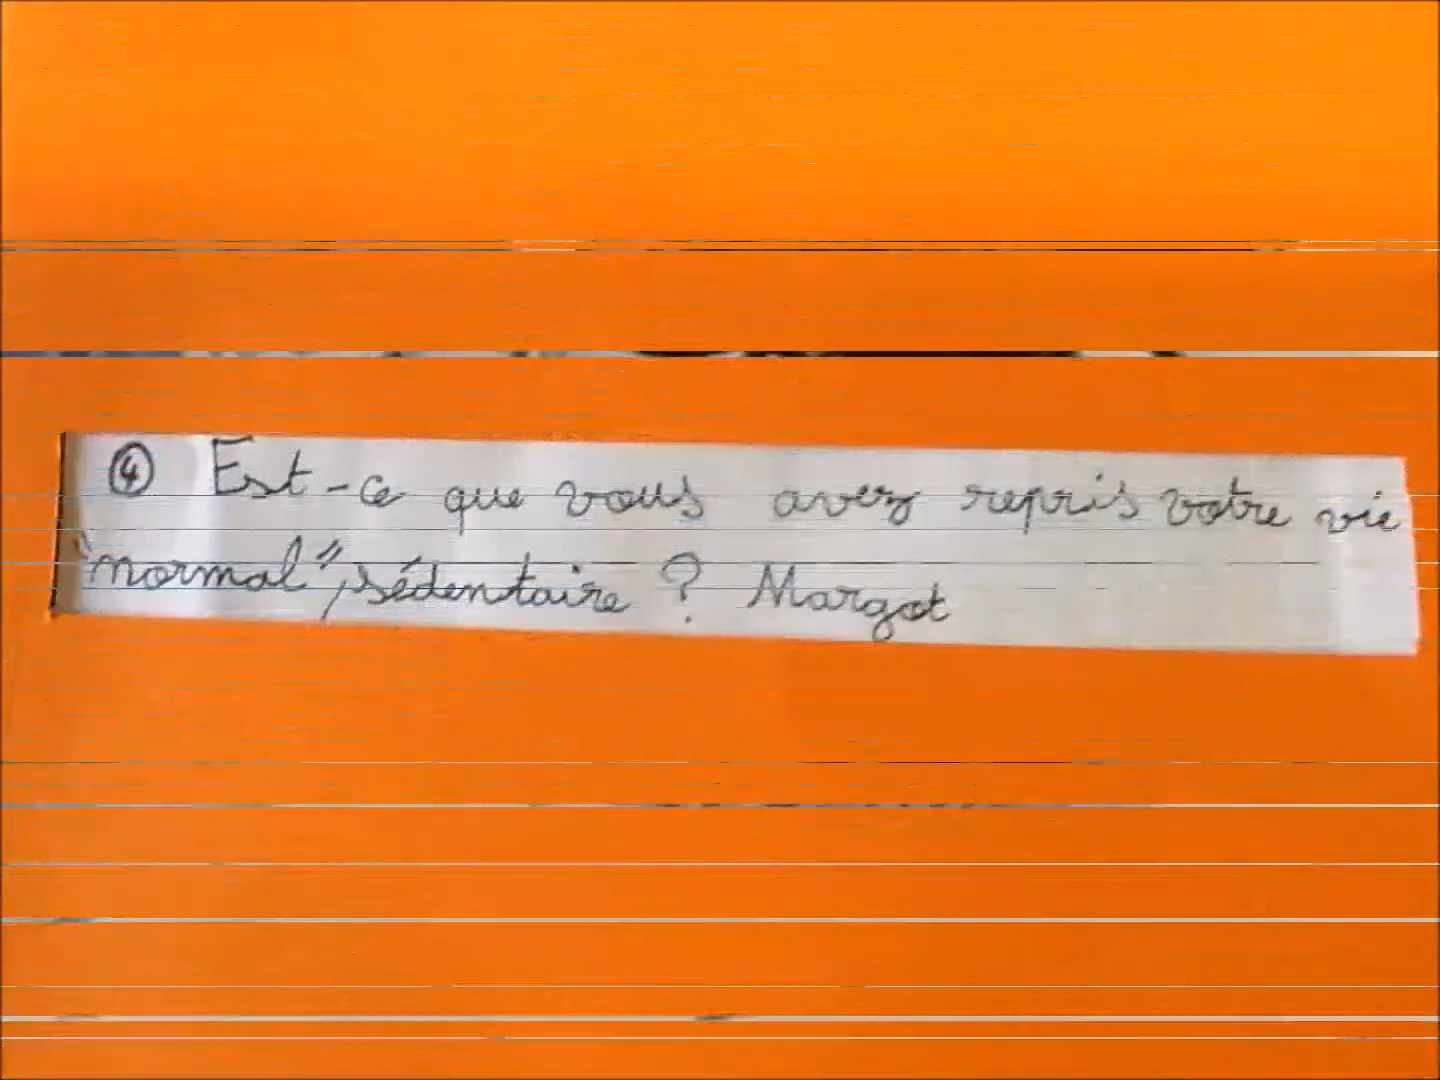 ④ Est-ce que vous avez repris votre vie
"normal", sédentaire ? Margot